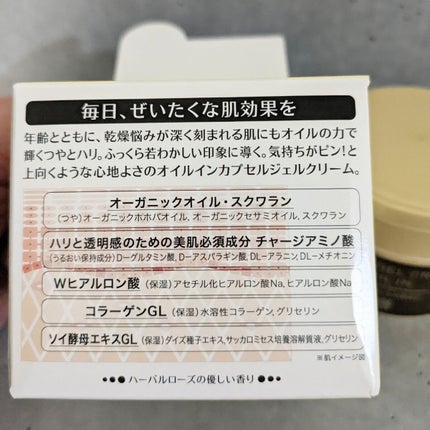 毎日、ぜいたくな肌効果を
年齢とともに、乾燥悩みが深く刻まれる肌にもオイルの力で
輝くつやとハリ。ふっくら若わかしい印象に導く。気持ちがピン!と
上向くような心地よさのオイルインカプセルジェルクリーム。
オーガニックオイル・スクワラン
(つや)オーガニックホホバオイル、オーガニックセサミオイル、スクワラン
ハリと透明感のための美肌必須成分 チャージアミノ酸
(うるおい保持成分)D-グルタミン酸、D-アスパラギン酸、DL-アラニン、DL-メチオニン
Wヒアルロン酸 (保湿)アセチル化ヒアルロン酸Na、ヒアルロン酸Na
コラーゲンGL (保湿)水溶性コラーゲン、グリセリン
ソイ酵母エキスGL (保湿)ダイズ種子エキス、サッカロミセス培養溶解質液、グリセリン
※肌イメージ図
•●●● ハーバルローズの優しい香り ●●●•